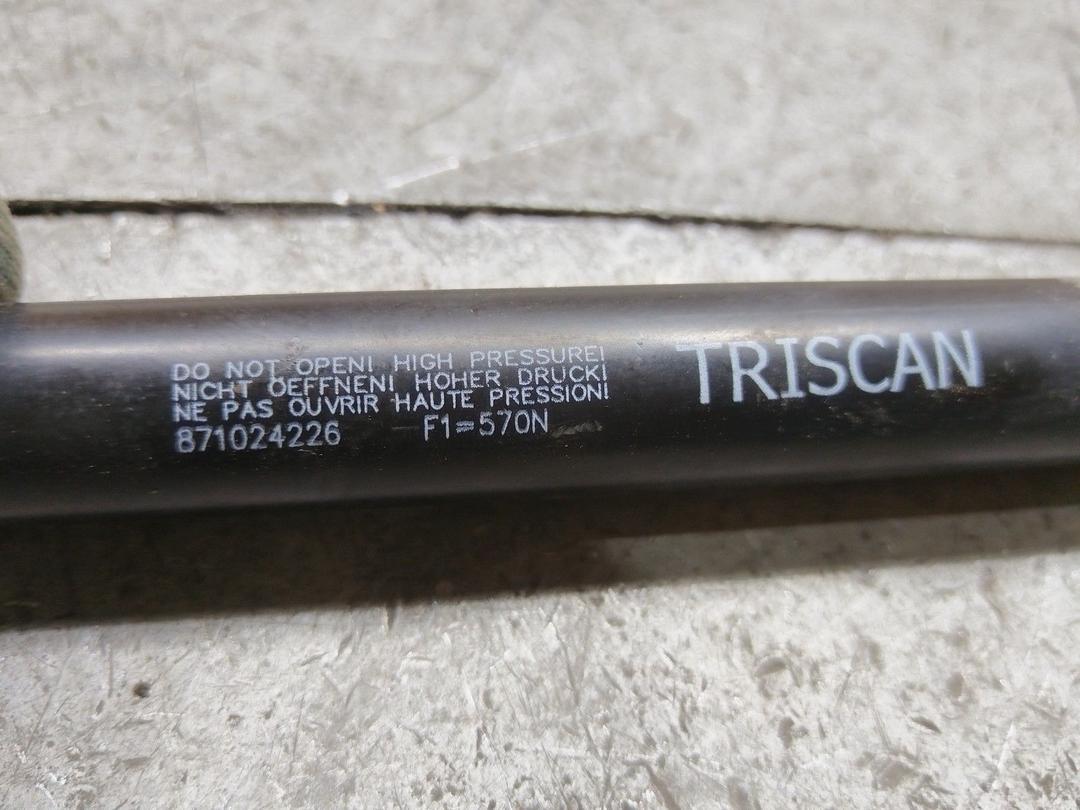 DO NOT OPEN! HIGH PRESSURE!
NICHT OEFFNEN! HOHER DRUCK!
NE PAS OUVRIR HAUTE PRESSION!
871024226 F1=570N
TRISCAN